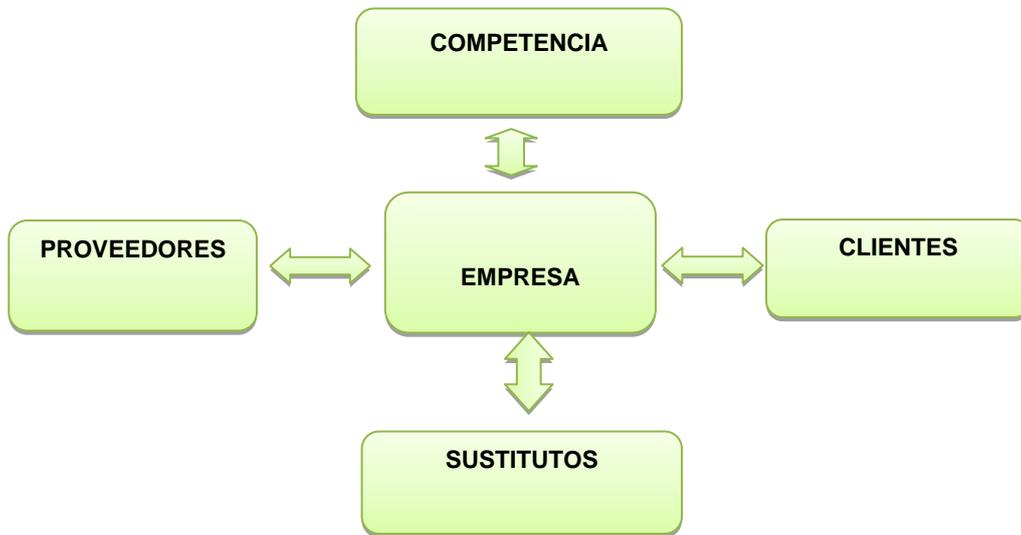 COMPETENCIA
PROVEEDORES
EMPRESA
CLIENTES
SUSTITUTOS